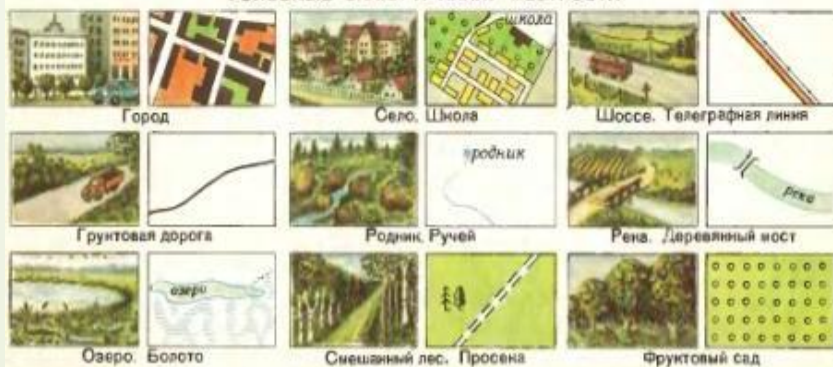 школа
Город
Село. Школа
Шоссе. Телеграфная линия
родник
река
Грунтовая дорога
Родник. Ручей
Река. Деревянный мост
озеро
Озеро. Болото
Смешанный лес. Просека
Фруктовый сад